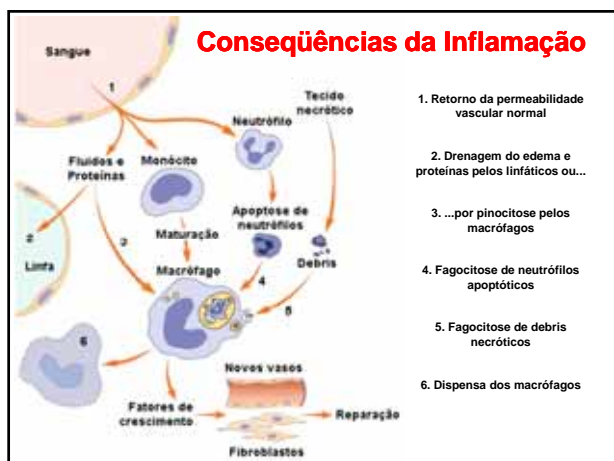 Conseqüências da Inflamação
Sangue
1
Tecido
necrótico
Neutrófilo
Fluidos e
Proteínas
Monócito
Apoptose de
neutrófilos
2
3
Linfa
Maturação
Macrófago
Debris
4
5
6
Novos vasos
Fatores de
crescimento
Reparação
Fibroblastos
1. Retorno da permeabilidade
vascular normal
2. Drenagem do edema e
proteínas pelos linfáticos ou...
3. ...por pinocitose pelos
macrófagos
4. Fagocitose de neutrófilos
apoptóticos
5. Fagocitose de debris
necróticos
6. Dispensa dos macrófagos